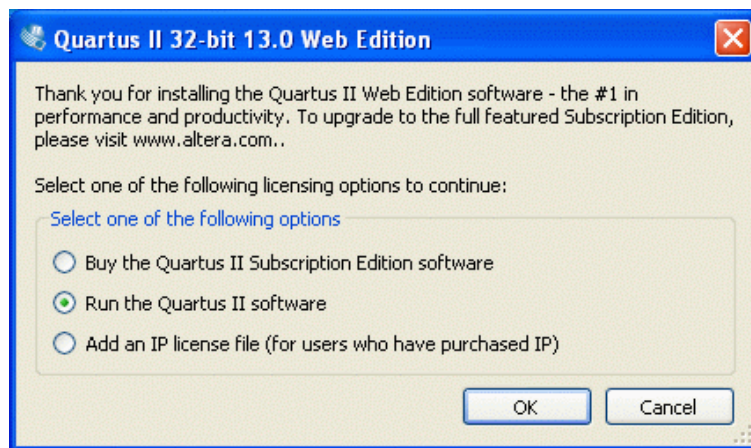 Quartus II 32-bit 13.0 Web Edition
Thank you for installing the Quartus II Web Edition software - the #1 in
performance and productivity. To upgrade to the full featured Subscription Edition,
please visit www.altera.com..
Select one of the following licensing options to continue:
Select one of the following options
Buy the Quartus II Subscription Edition software
Run the Quartus II software
Add an IP license file (for users who have purchased IP)
OK Cancel